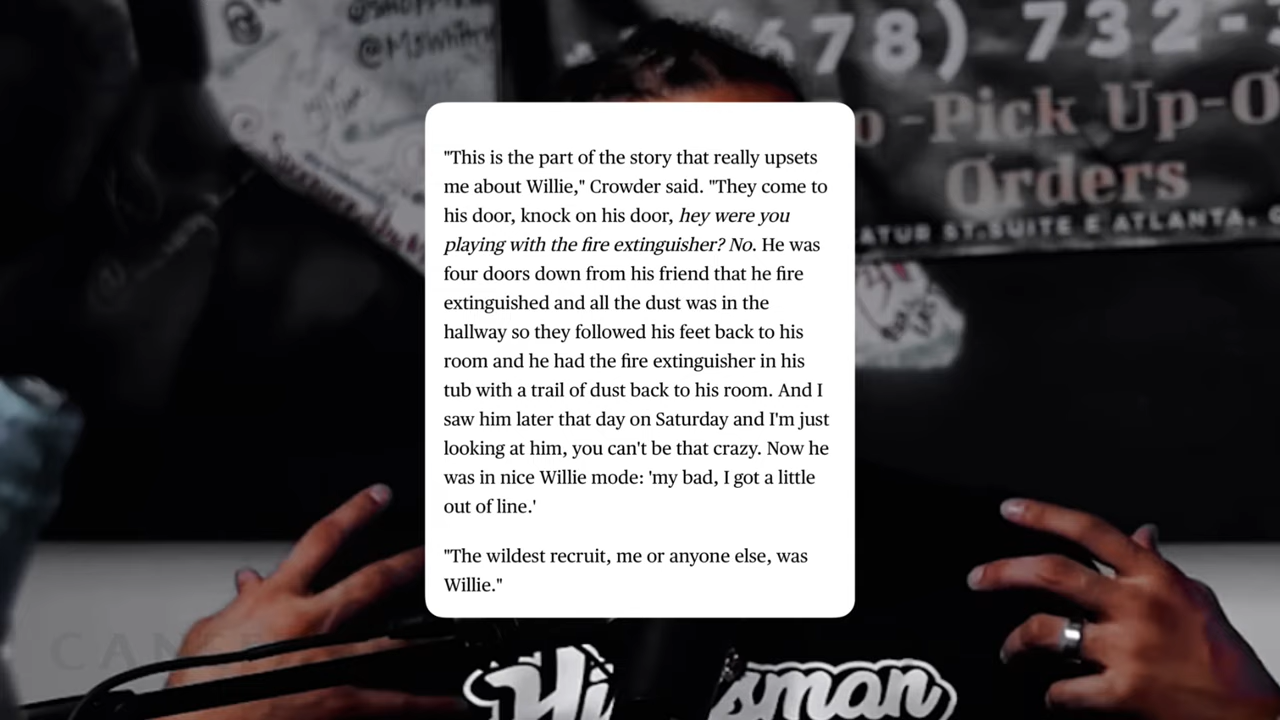 (678) 732-
-Pick Up-O
Orders
ATUR ST.SUITE E ATLANTA,
"This is the part of the story that really upsets
me about Willie," Crowder said. "They come to
his door, knock on his door, hey were you
playing with the fire extinguisher? No. He was
four doors down from his friend that he fire
extinguished and all the dust was in the
hallway so they followed his feet back to his
room and he had the fire extinguisher in his
tub with a trail of dust back to his room. And I
saw him later that day on Saturday and I'm just
looking at him, you can't be that crazy. Now he
was in nice Willie mode: 'my bad, I got a little
out of line.'
"The wildest recruit, me or anyone else, was
Willie."